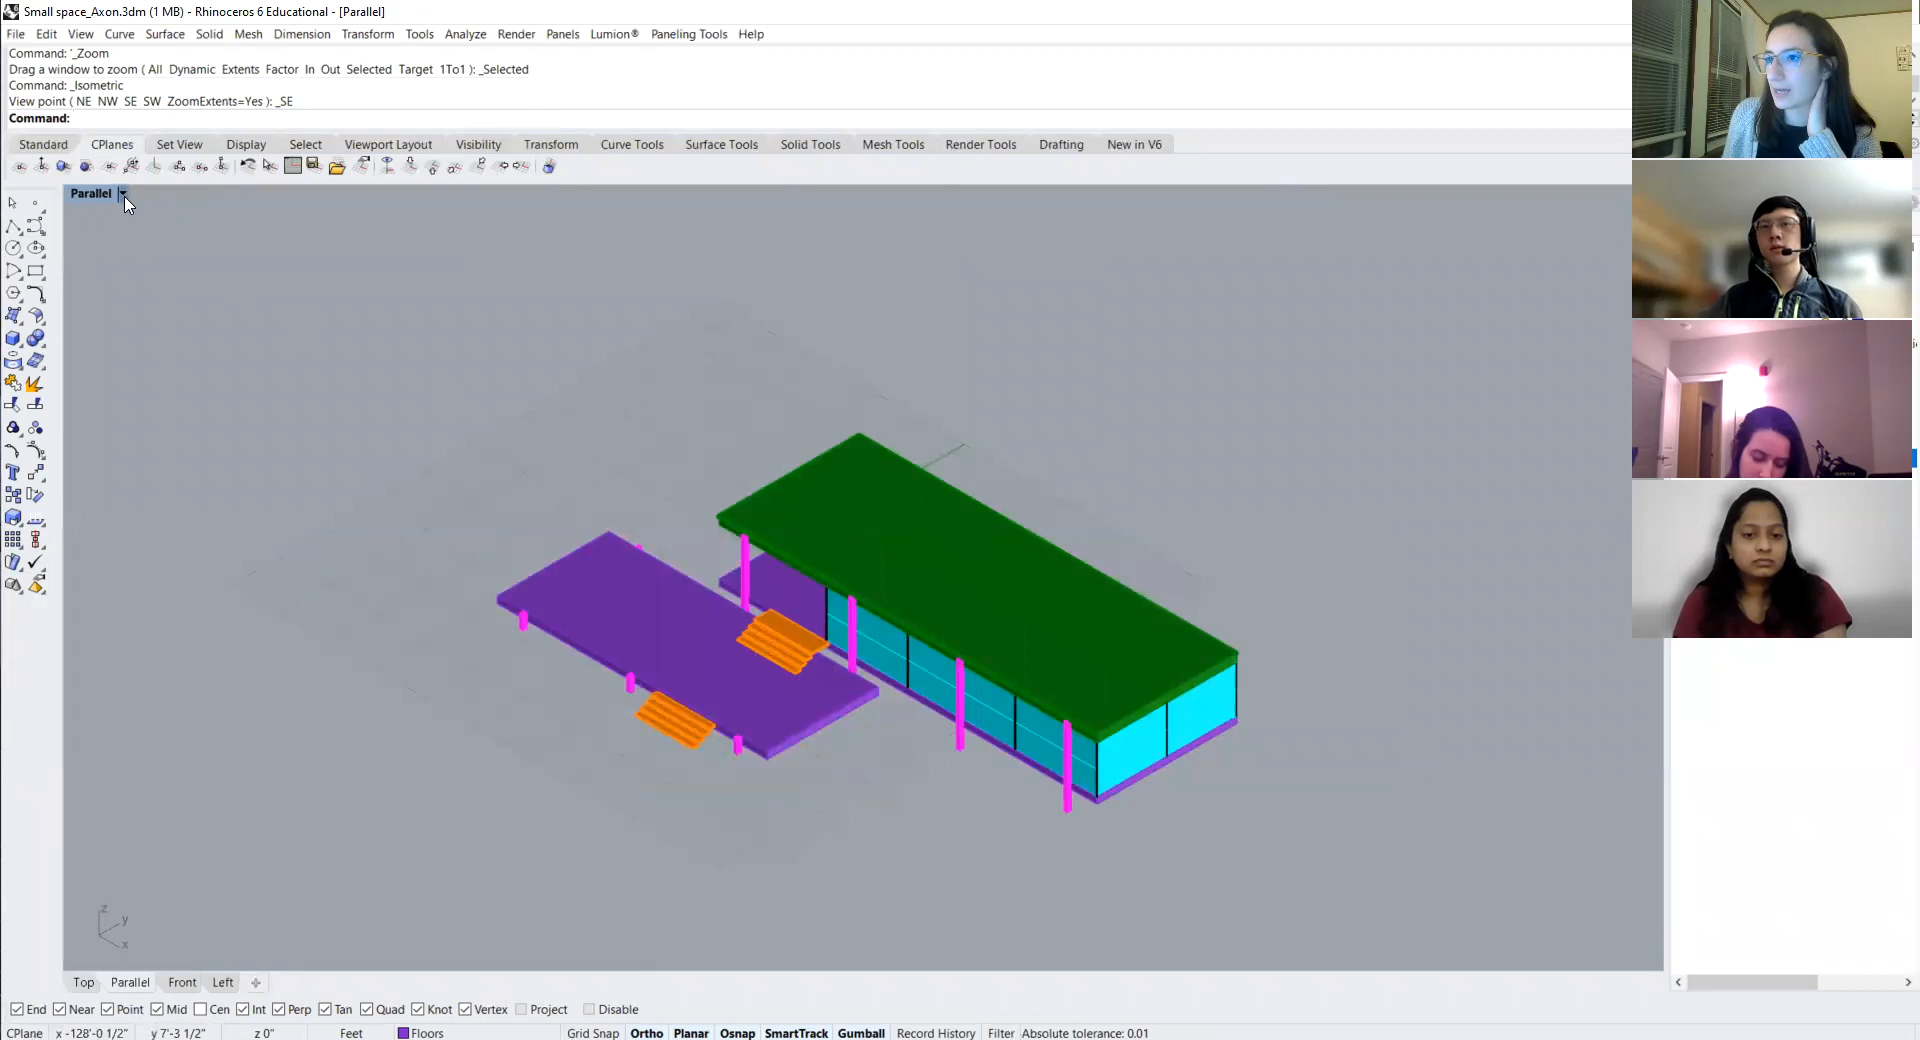 Small space_Axon.3dm (1 MB) - Rhinoceros 6 Educational - [Parallel]
File Edit View Curve Surface Solid Mesh Dimension Transform Tools Analyze Render Panels Lumion® Paneling Tools Help
Command: '_Zoom
Drag a window to zoom ( All Dynamic Extents Factor In Out Selected Target 1To1 ): _Selected
Command: _Isometric
View point ( NE NW SE SW ZoomExtents=Yes ): _SE
Command:
Standard CPlanes Set View Display Select Viewport Layout Visibility Transform Curve Tools Surface Tools Solid Tools Mesh Tools Render Tools Drafting New in V6
Parallel
z
y
x
Top Parallel Front Left
End Near Point Mid Cen Int Perp Tan Quad Knot Vertex Project Disable
CPlane x -128'-0 1/2" y 7'-3 1/2" z 0" Feet Floors Grid Snap Ortho Planar Osnap SmartTrack Gumball Record History Filter Absolute tolerance: 0.01